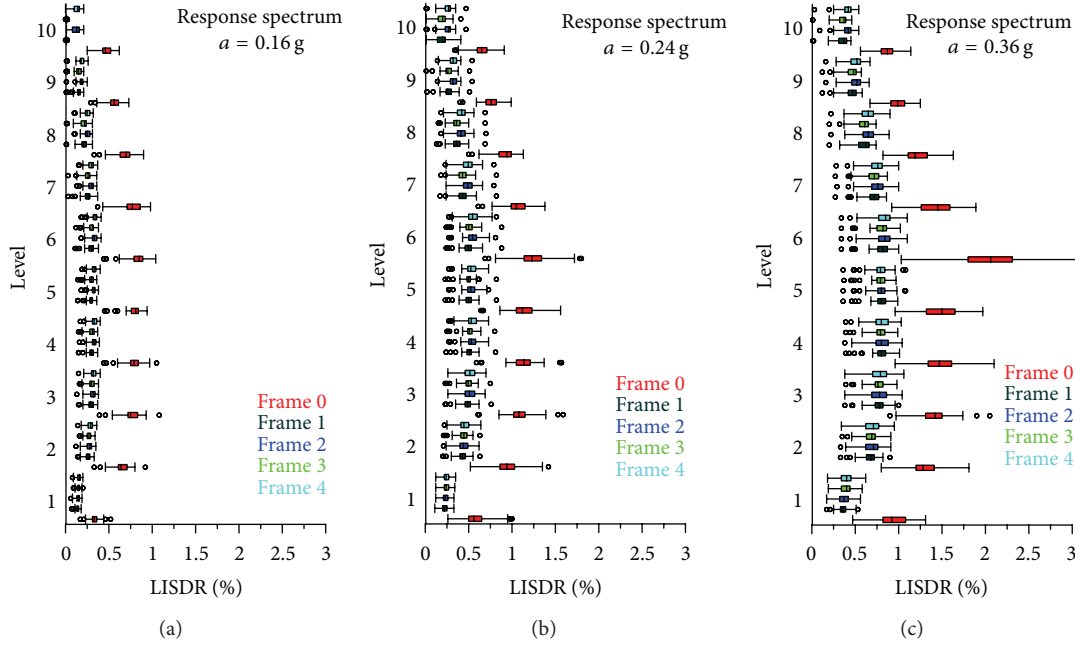 Response spectrum
a = 0.16 g
10
9
8
7
6
5
4
3
2
1
Level
Frame 0
Frame 1
Frame 2
Frame 3
Frame 4
0 0.5 1 1.5 2 2.5 3
LISDR (%)
(a)
Response spectrum
a = 0.24 g
10
9
8
7
6
5
4
3
2
1
Level
Frame 0
Frame 1
Frame 2
Frame 3
Frame 4
0 0.5 1 1.5 2 2.5 3
LISDR (%)
(b)
Response spectrum
a = 0.36 g
10
9
8
7
6
5
4
3
2
1
Level
Frame 0
Frame 1
Frame 2
Frame 3
Frame 4
0 0.5 1 1.5 2 2.5 3
LISDR (%)
(c)